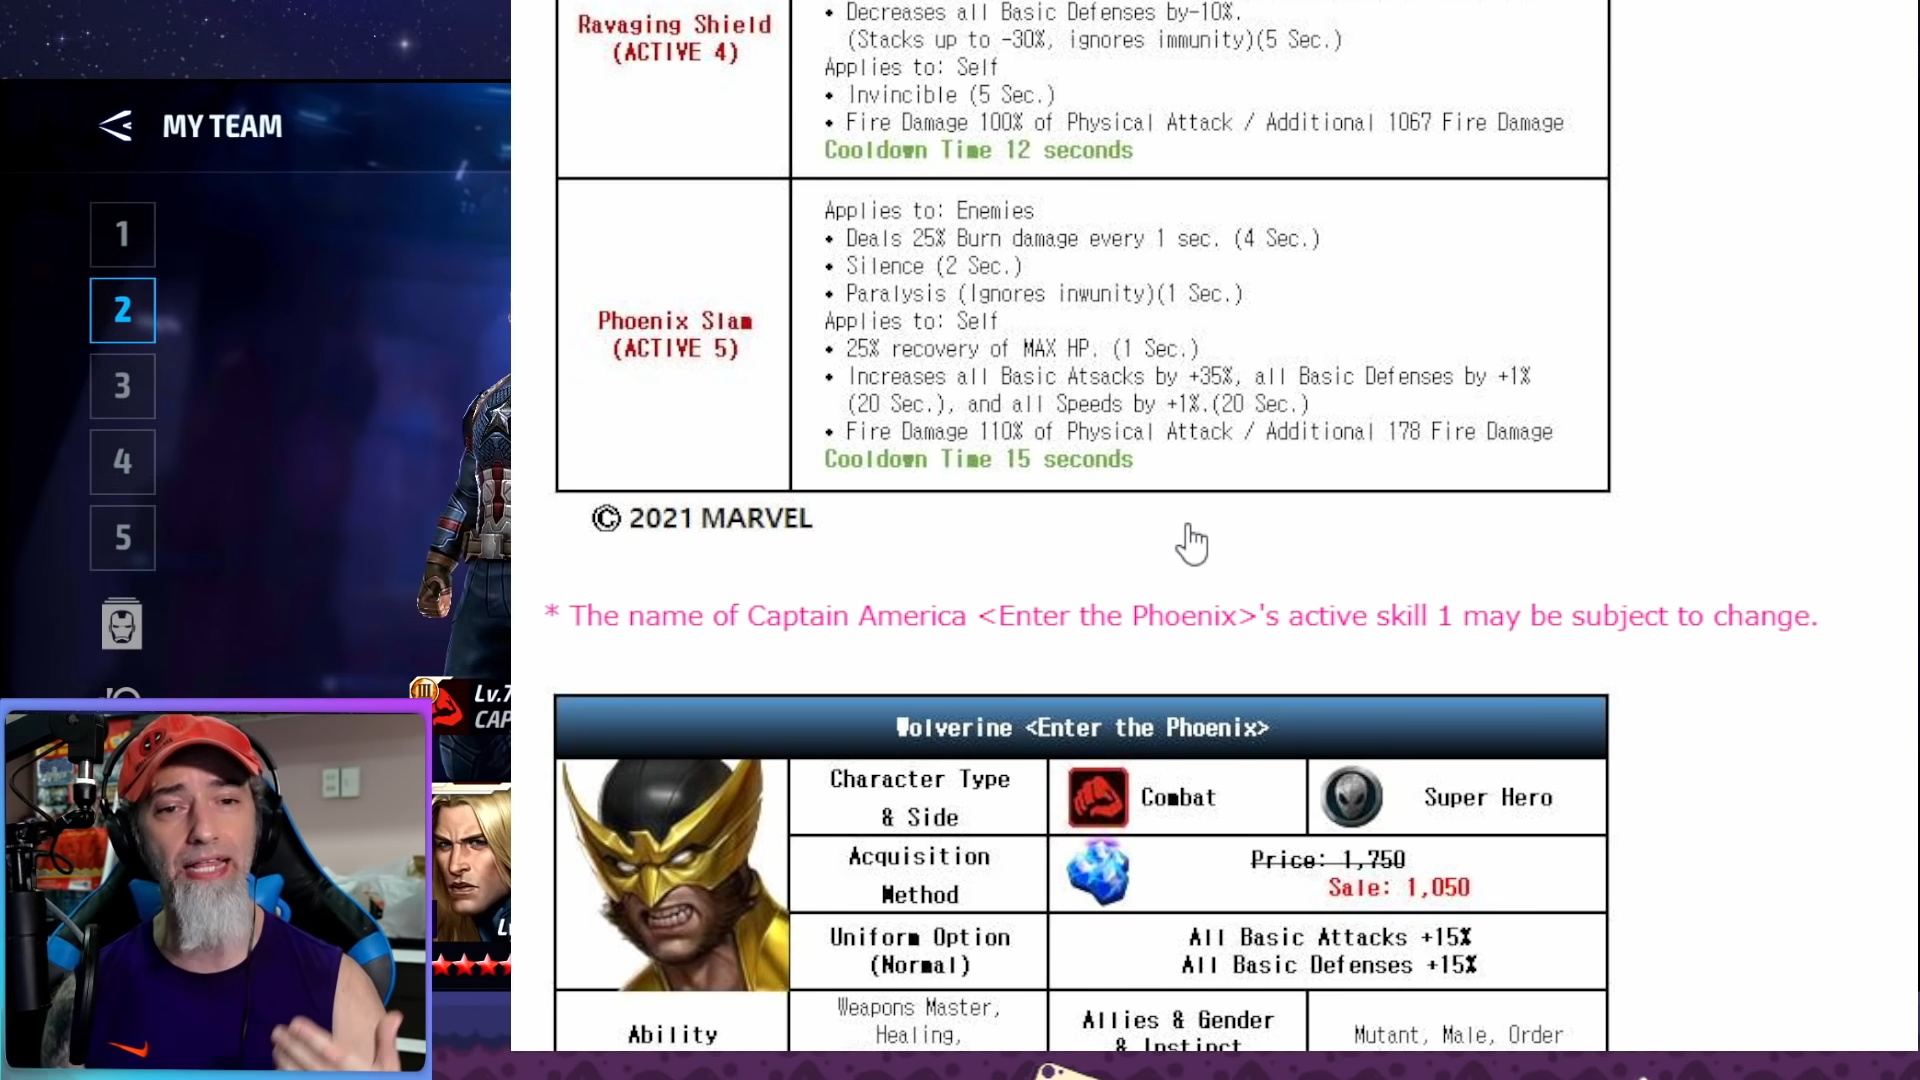 MY TEAM
1
2
3
4
5
III
Lv.7
CAP
Ravaging Shield
(ACTIVE 4)
• Decreases all Basic Defenses by-10%.
(Stacks up to -30%, ignores immunity)(5 Sec.)
Applies to: Self
• Invincible (5 Sec.)
• Fire Damage 100% of Physical Attack / Additional 1067 Fire Damage
Cooldown Time 12 seconds
Phoenix Slam
(ACTIVE 5)
Applies to: Enemies
• Deals 25% Burn damage every 1 sec. (4 Sec.)
• Silence (2 Sec.)
• Paralysis (Ignores inwunity)(1 Sec.)
Applies to: Self
• 25% recovery of MAX HP. (1 Sec.)
• Increases all Basic Atsacks by +35%, all Basic Defenses by +1%
(20 Sec.), and all Speeds by +1%.(20 Sec.)
• Fire Damage 110% of Physical Attack / Additional 178 Fire Damage
Cooldown Time 15 seconds
© 2021 MARVEL
* The name of Captain America <Enter the Phoenix>'s active skill 1 may be subject to change.
Wolverine <Enter the Phoenix>
Character Type
& Side
Combat
Super Hero
Acquisition
Method
Price: 1,750
Sale: 1,050
Uniform Option
(Normal)
All Basic Attacks +15%
All Basic Defenses +15%
Ability
Weapons Master,
Healing,
Allies & Gender
& Instinct
Mutant, Male, Order